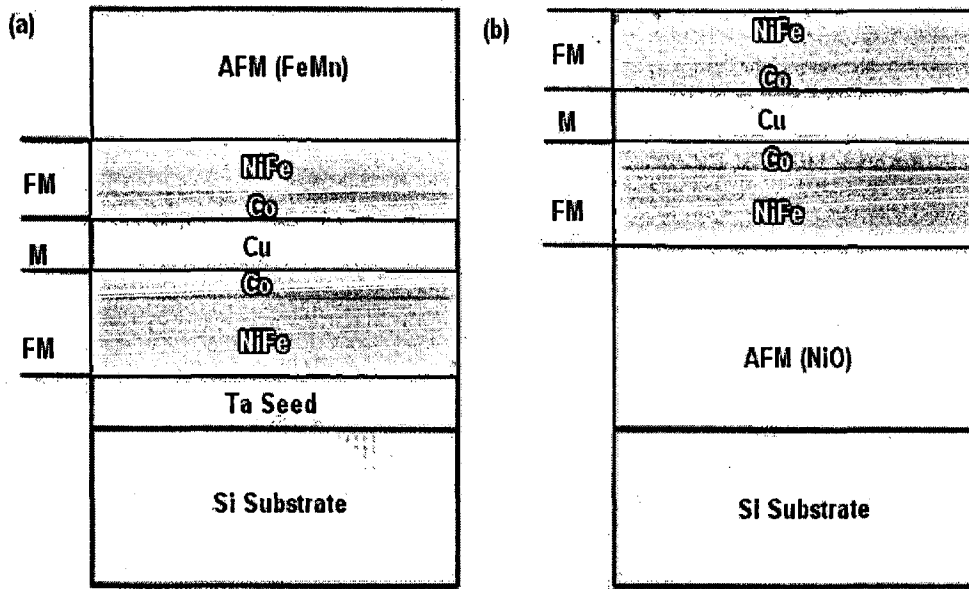 (a)
AFM (FeMn)
FM
NiFe
Co
M
Cu
Co
FM
NiFe
Ta Seed
Si Substrate
(b)
FM
NiFe
Co
M
Cu
Co
FM
NiFe
AFM (NiO)
Si Substrate